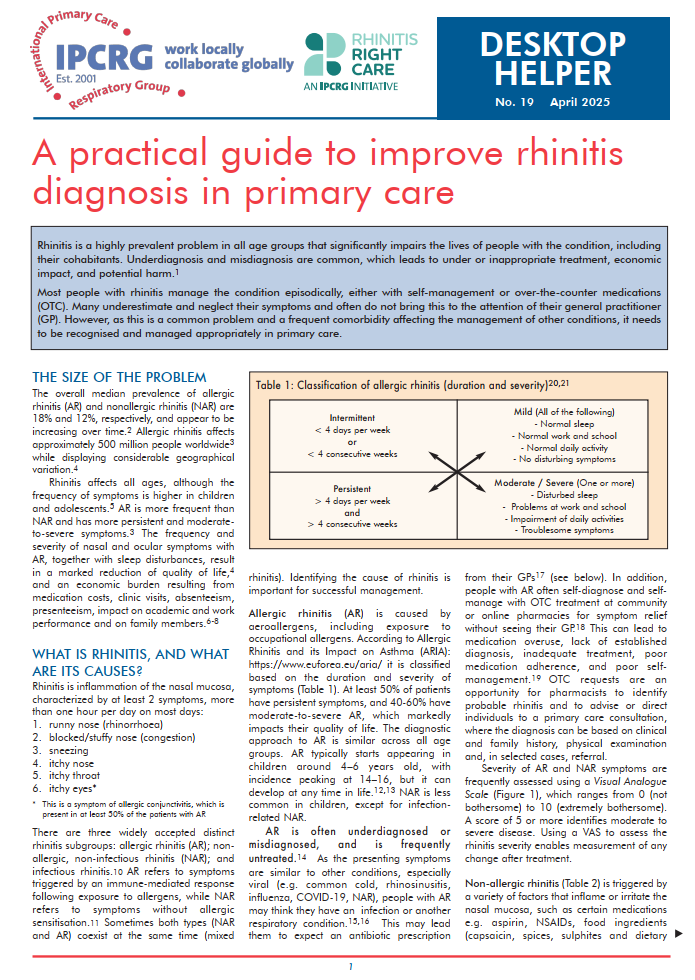 International Primary Care
Respiratory Group
IPCRG
Est. 2001
work locally
collaborate globally
RHINITIS
RIGHT
CARE
AN IPCRG INITIATIVE
DESKTOP
HELPER
No. 19 April 2025
A practical guide to improve rhinitis
diagnosis in primary care
Rhinitis is a highly prevalent problem in all age groups that significantly impairs the lives of people with the condition, including
their cohabitants. Underdiagnosis and misdiagnosis are common, which leads to under or inappropriate treatment, economic
impact, and potential harm.1
Most people with rhinitis manage the condition episodically, either with self-management or over-the-counter medications
(OTC). Many underestimate and neglect their symptoms and often do not bring this to the attention of their general practitioner
(GP). However, as this is a common problem and a frequent comorbidity affecting the management of other conditions, it needs
to be recognised and managed appropriately in primary care.
THE SIZE OF THE PROBLEM
The overall median prevalence of allergic
rhinitis (AR) and nonallergic rhinitis (NAR) are
18% and 12%, respectively, and appear to be
increasing over time.2 Allergic rhinitis affects
approximately 500 million people worldwide3
while displaying considerable geographical
variation.4
Rhinitis affects all ages, although the
frequency of symptoms is higher in children
and adolescents.5 AR is more frequent than
NAR and has more persistent and moderate-
to-severe symptoms.3 The frequency and
severity of nasal and ocular symptoms with
AR, together with sleep disturbances, result
in a marked reduction of quality of life,4
and an economic burden resulting from
medication costs, clinic visits, absenteeism,
presenteeism, impact on academic and work
performance and on family members.6-8
WHAT IS RHINITIS, AND WHAT
ARE ITS CAUSES?
Rhinitis is inflammation of the nasal mucosa,
characterized by at least 2 symptoms, more
than one hour per day on most days:
1. runny nose (rhinorrhoea)
2. blocked/stuffy nose (congestion)
3. sneezing
4. itchy nose
5. itchy throat
6. itchy eyes*
* This is a symptom of allergic conjunctivitis, which is
present in at least 50% of the patients with AR
There are three widely accepted distinct
rhinitis subgroups: allergic rhinitis (AR); non-
allergic, non-infectious rhinitis (NAR); and
infectious rhinitis.10 AR refers to symptoms
triggered by an immune-mediated response
following exposure to allergens, while NAR
refers to symptoms without allergic
sensitisation.11 Sometimes both types (NAR
and AR) coexist at the same time (mixed
Table 1: Classification of allergic rhinitis (duration and severity)20,21
Intermittent
< 4 days per week
or
< 4 consecutive weeks
Mild (All of the following)
- Normal sleep
- Normal work and school
- Normal daily activity
- No disturbing symptoms
Persistent
> 4 days per week
and
> 4 consecutive weeks
Moderate / Severe (One or more)
- Disturbed sleep
- Problems at work and school
- Impairment of daily activities
- Troublesome symptoms
rhinitis). Identifying the cause of rhinitis is
important for successful management.
Allergic rhinitis (AR) is caused by
aeroallergens, including exposure to
occupational allergens. According to Allergic
Rhinitis and its Impact on Asthma (ARIA):
https://www.euforea.eu/aria/ it is classified
based on the duration and severity of
symptoms (Table 1). At least 50% of patients
have persistent symptoms, and 40-60% have
moderate-to-severe AR, which markedly
impacts their quality of life. The diagnostic
approach to AR is similar across all age
groups. AR typically starts appearing in
children around 4–6 years old, with
incidence peaking at 14–16, but it can
develop at any time in life.12,13 NAR is less
common in children, except for infection-
related NAR.
AR is often underdiagnosed or
misdiagnosed, and is frequently
untreated.14 As the presenting symptoms
are similar to other conditions, especially
viral (e.g. common cold, rhinosinusitis,
influenza, COVID-19, NAR), people with AR
may think they have an infection or another
respiratory condition.15,16 This may lead
them to expect an antibiotic prescription
from their GPs17 (see below). In addition,
people with AR often self-diagnose and self-
manage with OTC treatment at community
or online pharmacies for symptom relief
without seeing their GP.18 This can lead to
medication overuse, lack of established
diagnosis, inadequate treatment, poor
medication adherence, and poor self-
management.19 OTC requests are an
opportunity for pharmacists to identify
probable rhinitis and to advise or direct
individuals to a primary care consultation,
where the diagnosis can be based on clinical
and family history, physical examination
and, in selected cases, referral.
Severity of AR and NAR symptoms are
frequently assessed using a Visual Analogue
Scale (Figure 1), which ranges from 0 (not
bothersome) to 10 (extremely bothersome).
A score of 5 or more identifies moderate to
severe disease. Using a VAS to assess the
rhinitis severity enables measurement of any
change after treatment.
Non-allergic rhinitis (Table 2) is triggered by
a variety of factors that inflame or irritate the
nasal mucosa, such as certain medications
e.g. aspirin, NSAIDs, food ingredients
(capsaicin, spices, sulphites and dietary
1